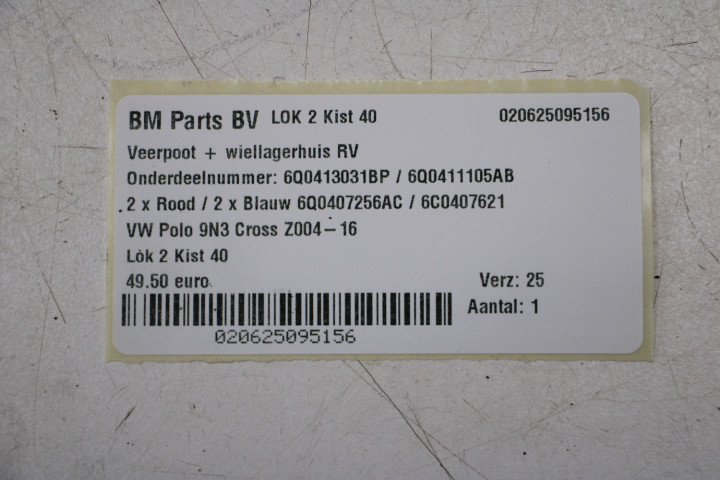 BM Parts BV LOK 2 Kist 40 020625095156
Veerpoot + wiellagerhuis RV
Onderdeelnummer: 6Q0413031BP / 6Q0411105AB
2 x Rood / 2 x Blauw 6Q0407256AC / 6C0407621
VW Polo 9N3 Cross Z004-16
Lok 2 Kist 40
49.50 euro Verz: 25
Aantal: 1
020625095156